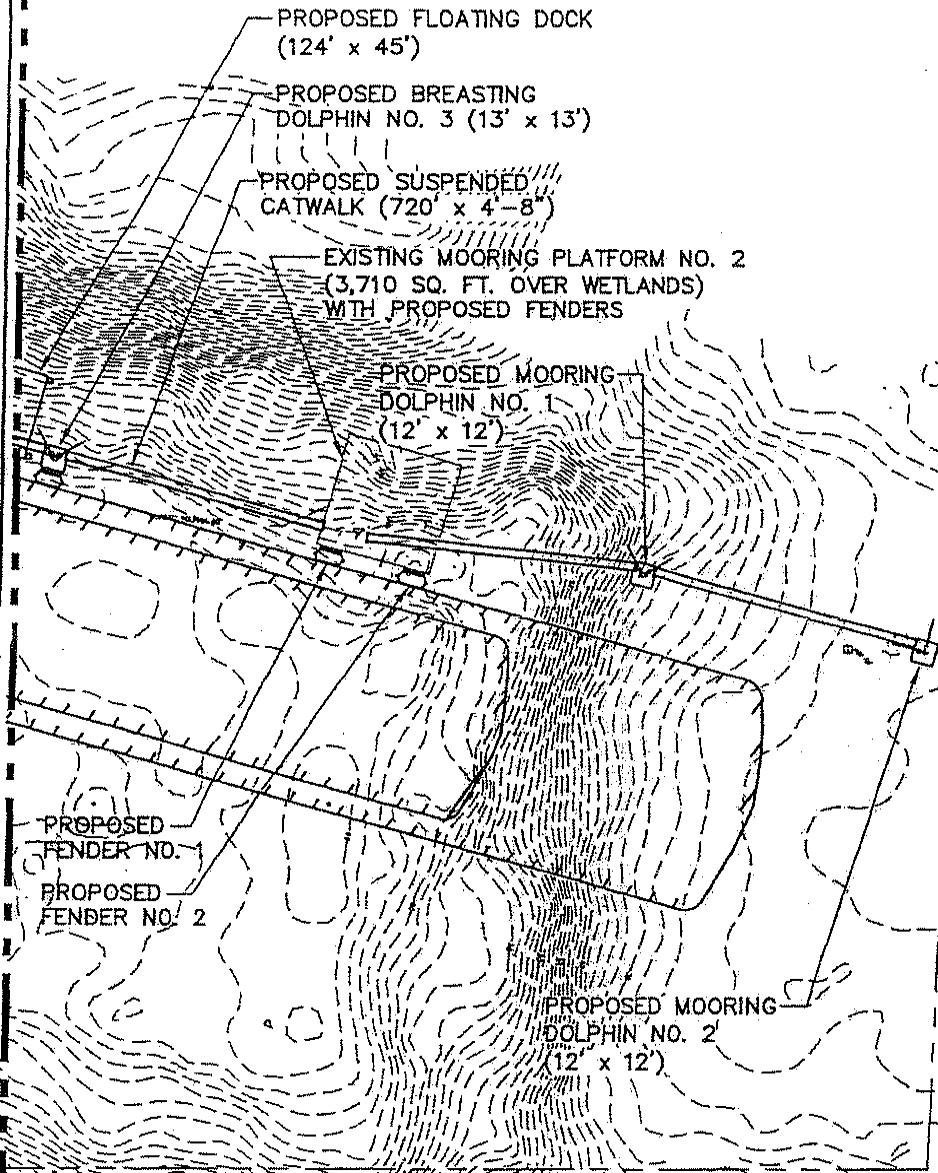 PROPOSED FLOATING DOCK
(124' x 45')
PROPOSED BREASTING
DOLPHIN NO. 3 (13' x 13')
PROPOSED SUSPENDED
CATWALK (720' x 4'-8")
EXISTING MOORING PLATFORM NO. 2
(3,710 SQ. FT. OVER WETLANDS)
WITH PROPOSED FENDERS
PROPOSED MOORING
DOLPHIN NO. 1
(12' x 12')
PROPOSED
FENDER NO. 1
PROPOSED
FENDER NO. 2
PROPOSED MOORING
DOLPHIN NO. 2
(12' x 12')